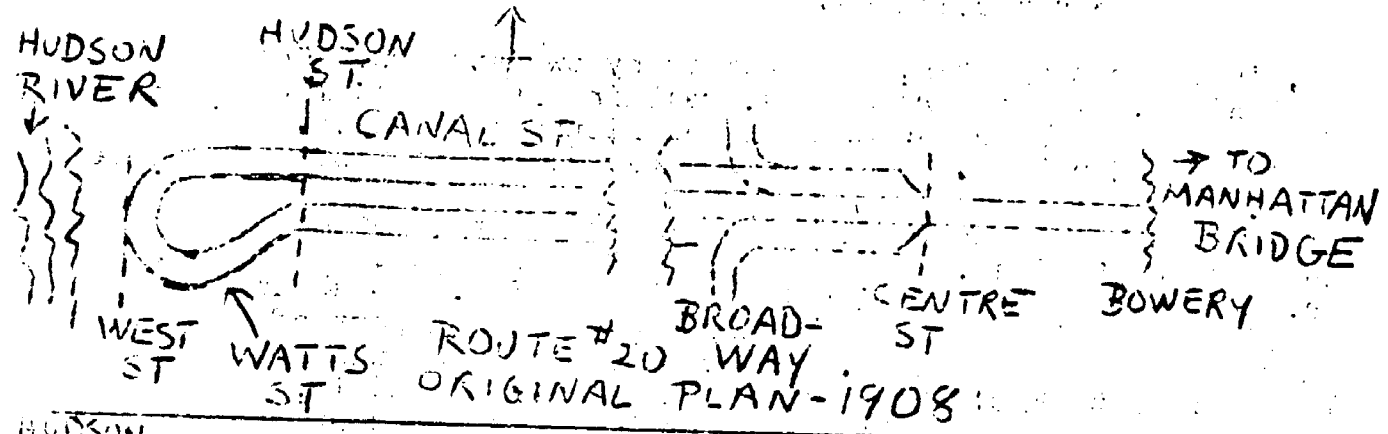 HUDSON
RIVER
HUDSON
ST.
CANAL ST
→ TO
MANHATTAN
BRIDGE
WEST
ST
WATTS
ST
ROUTE #20
ORIGINAL PLAN-1908
BROAD-
WAY
CENTRE
ST
BOWERY
HUDSON